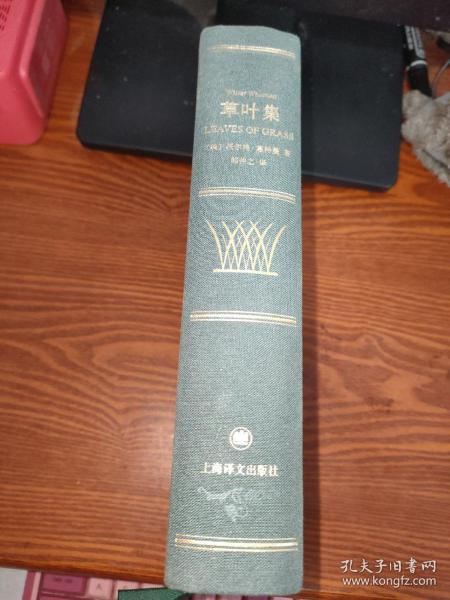 Walt Whitman
草叶集
LEAVES OF GRASS
〔美〕沃尔特·惠特曼 著
邹仲之 译
上海译文出版社
孔夫子旧书网
www.kongfz.com